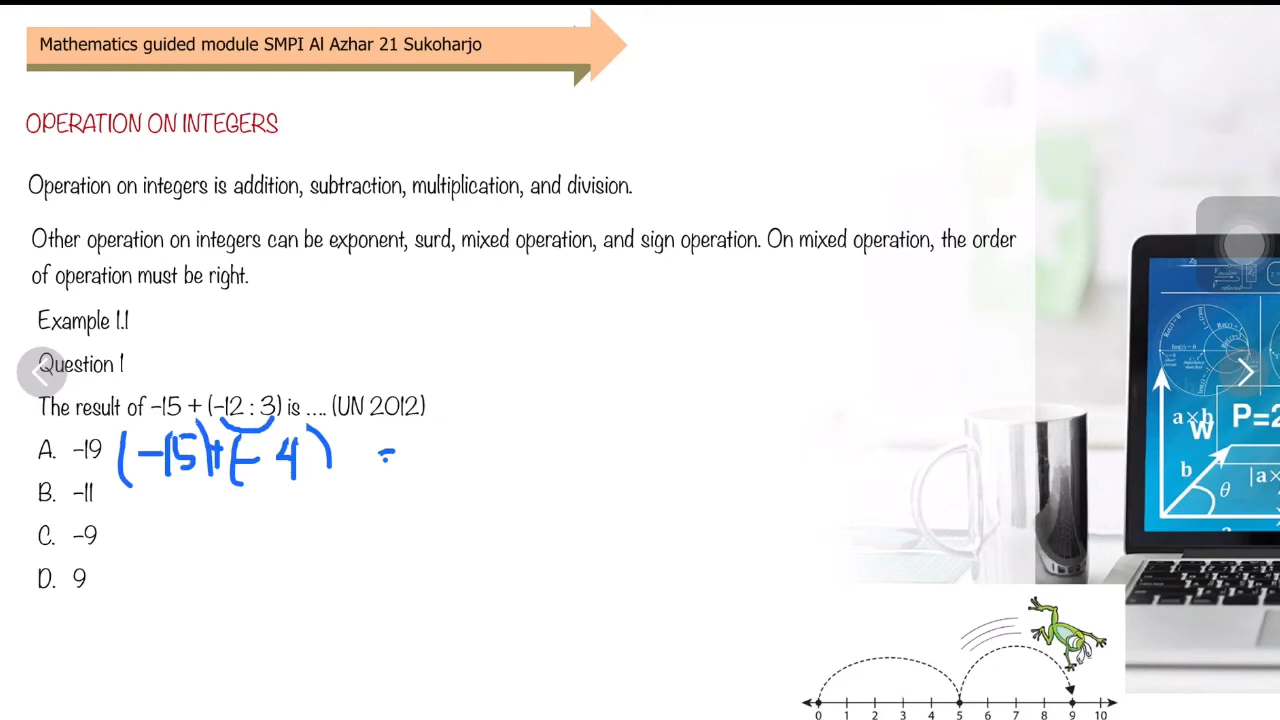 Mathematics guided module SMPI Al Azhar 21 Sukoharjo
OPERATION ON INTEGERS
Operation on integers is addition, subtraction, multiplication, and division.
Other operation on integers can be exponent, surd, mixed operation, and sign operation. On mixed operation, the order
of operation must be right.
Example 1.1
Question 1
The result of -15 + (-12 : 3) is .... (UN 2012)
A. -19
(-15)+(-4) =
B. -11
C. -9
D. 9
a×b
W
P=2
b
θ
|a×
0 1 2 3 4 5 6 7 8 9 10